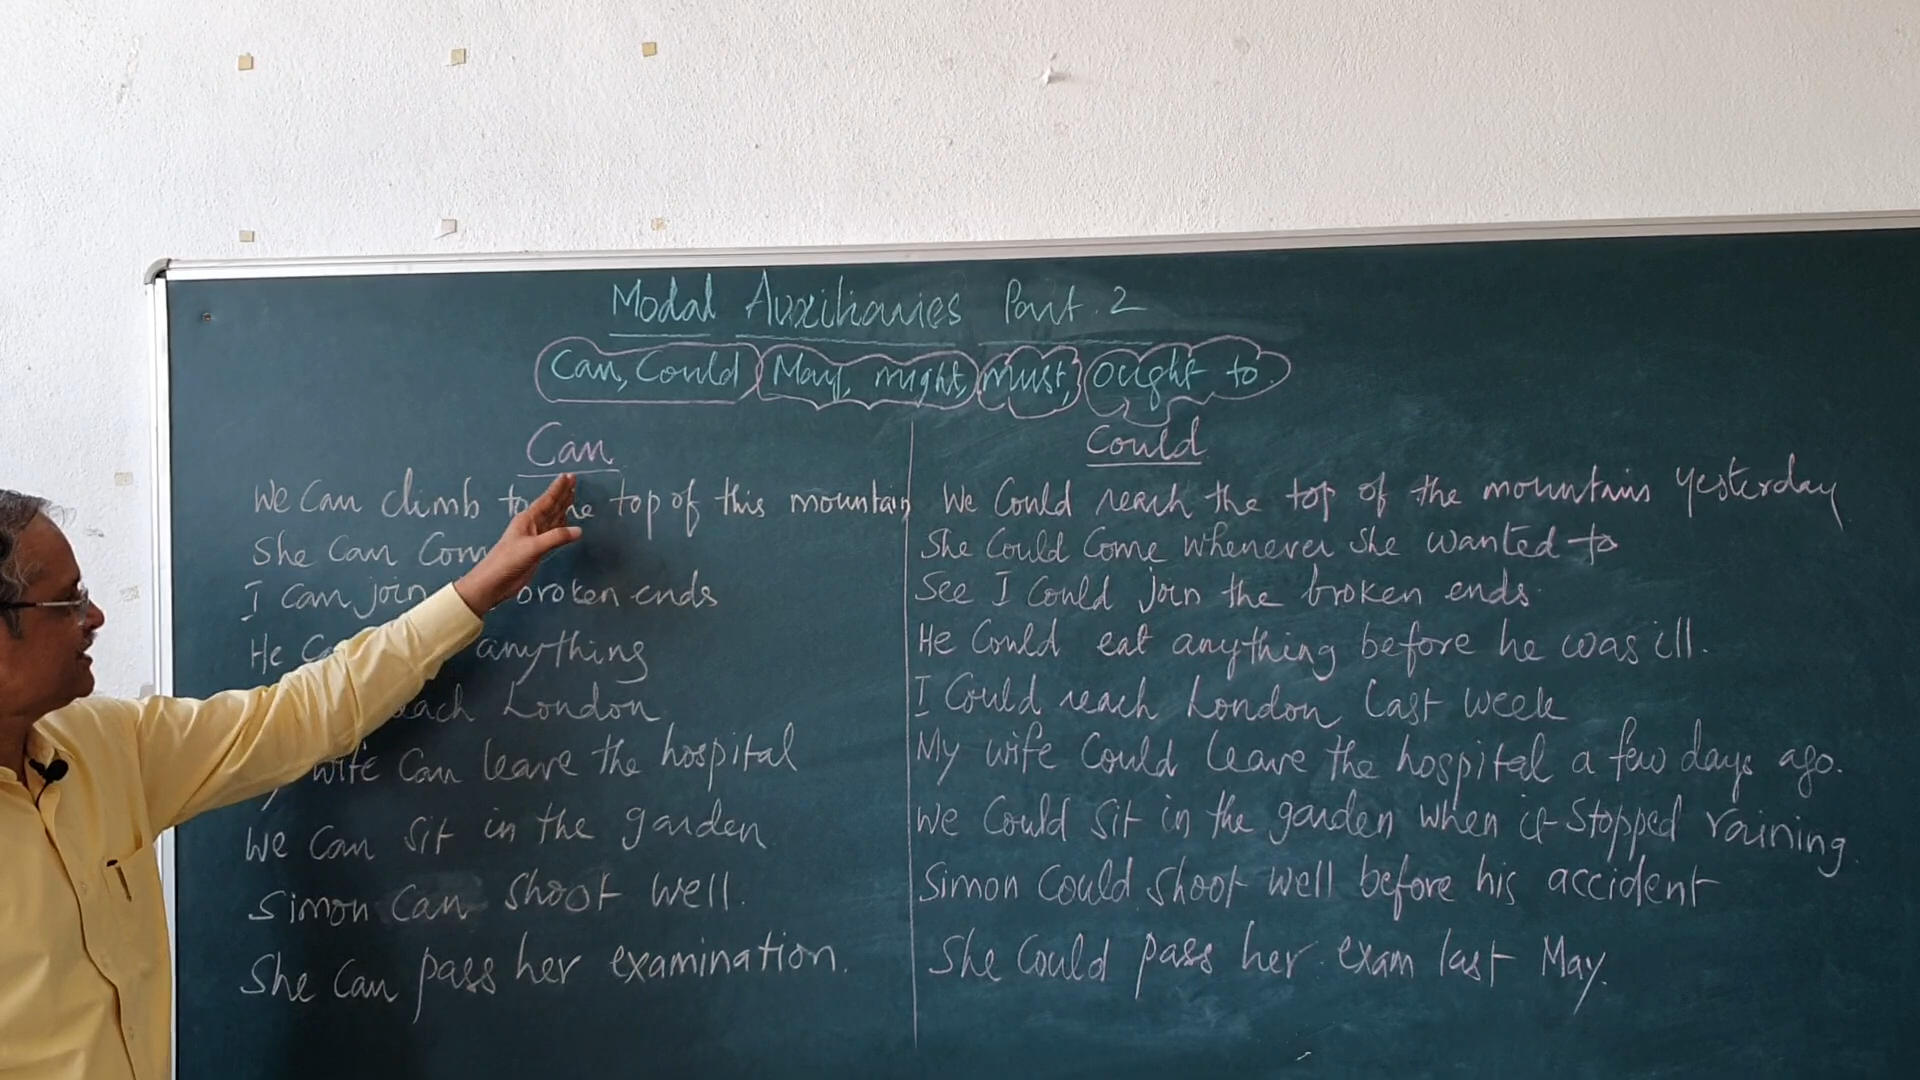 Modal Auxiliaries Part. 2
Can, Could May, might, must, ought to.
Can
We Can climb to top of this mountain
She Can
I can join broken ends
He anything
London
wife Can leave the hospital
We Can Sit in the garden
Simon Can Shoot well.
She Can pass her examination.
Could
We Could reach the top of the mountains yesterday
She Could Come whenever she wanted to
See I Could join the broken ends.
He Could eat anything before he was ill.
I Could reach London last week
My wife Could leave the hospital a few days ago.
We Could Sit in the garden when it Stopped raining.
Simon Could shoot well before his accident
She Could pass her exam last May.